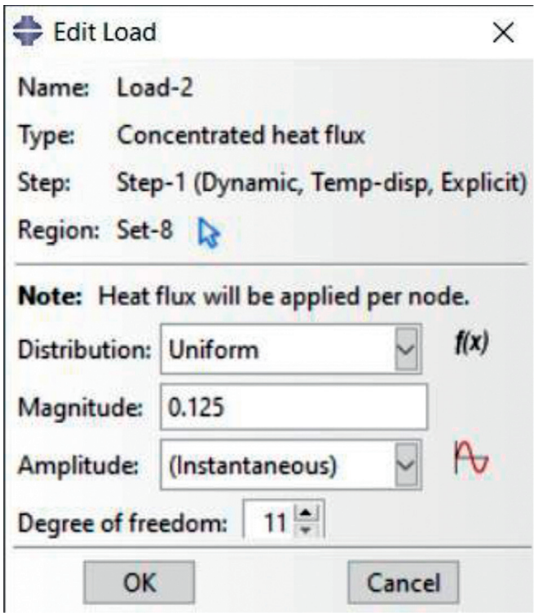 Edit Load
Name: Load-2
Type: Concentrated heat flux
Step: Step-1 (Dynamic, Temp-disp, Explicit)
Region: Set-8
Note: Heat flux will be applied per node.
Distribution: Uniform f(x)
Magnitude: 0.125
Amplitude: (Instantaneous)
Degree of freedom: 11
OK Cancel